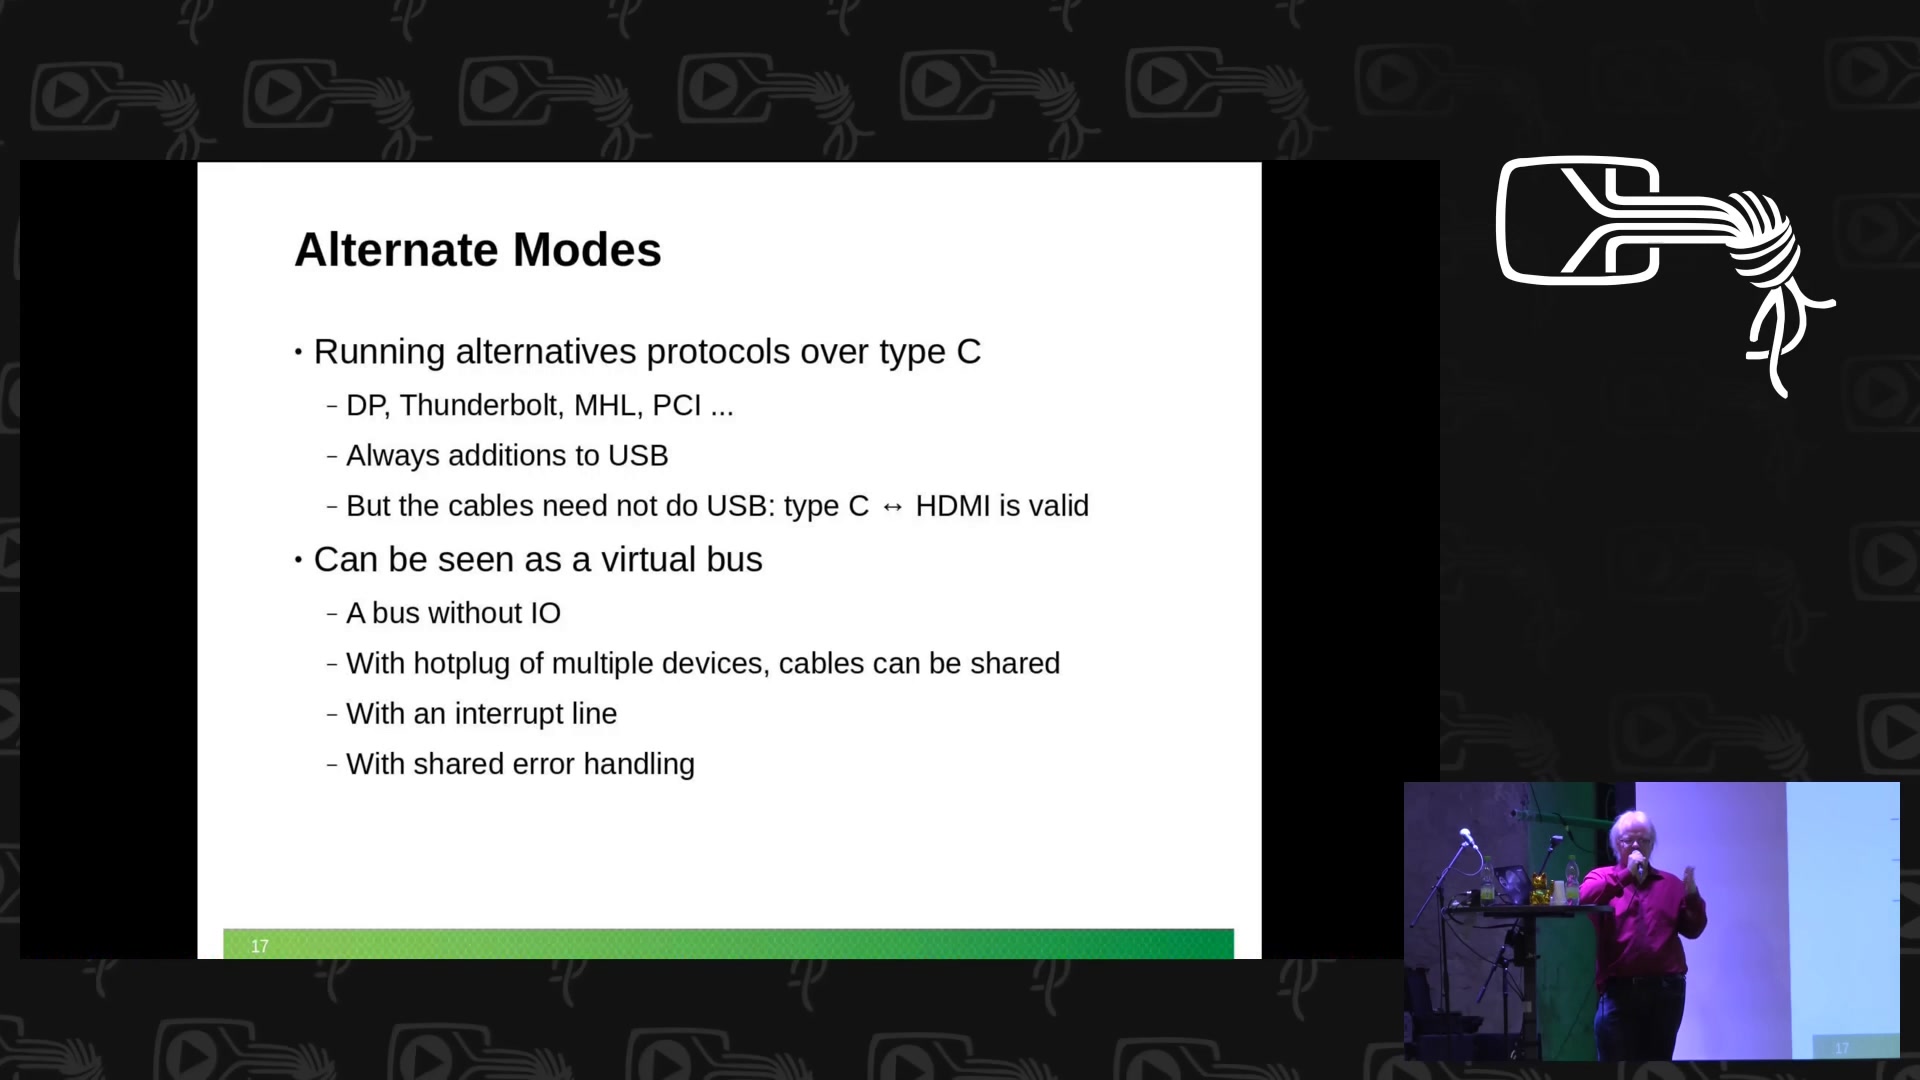 Alternate Modes
• Running alternatives protocols over type C
– DP, Thunderbolt, MHL, PCI ...
– Always additions to USB
– But the cables need not do USB: type C ↔ HDMI is valid
• Can be seen as a virtual bus
– A bus without IO
– With hotplug of multiple devices, cables can be shared
– With an interrupt line
– With shared error handling
17
17